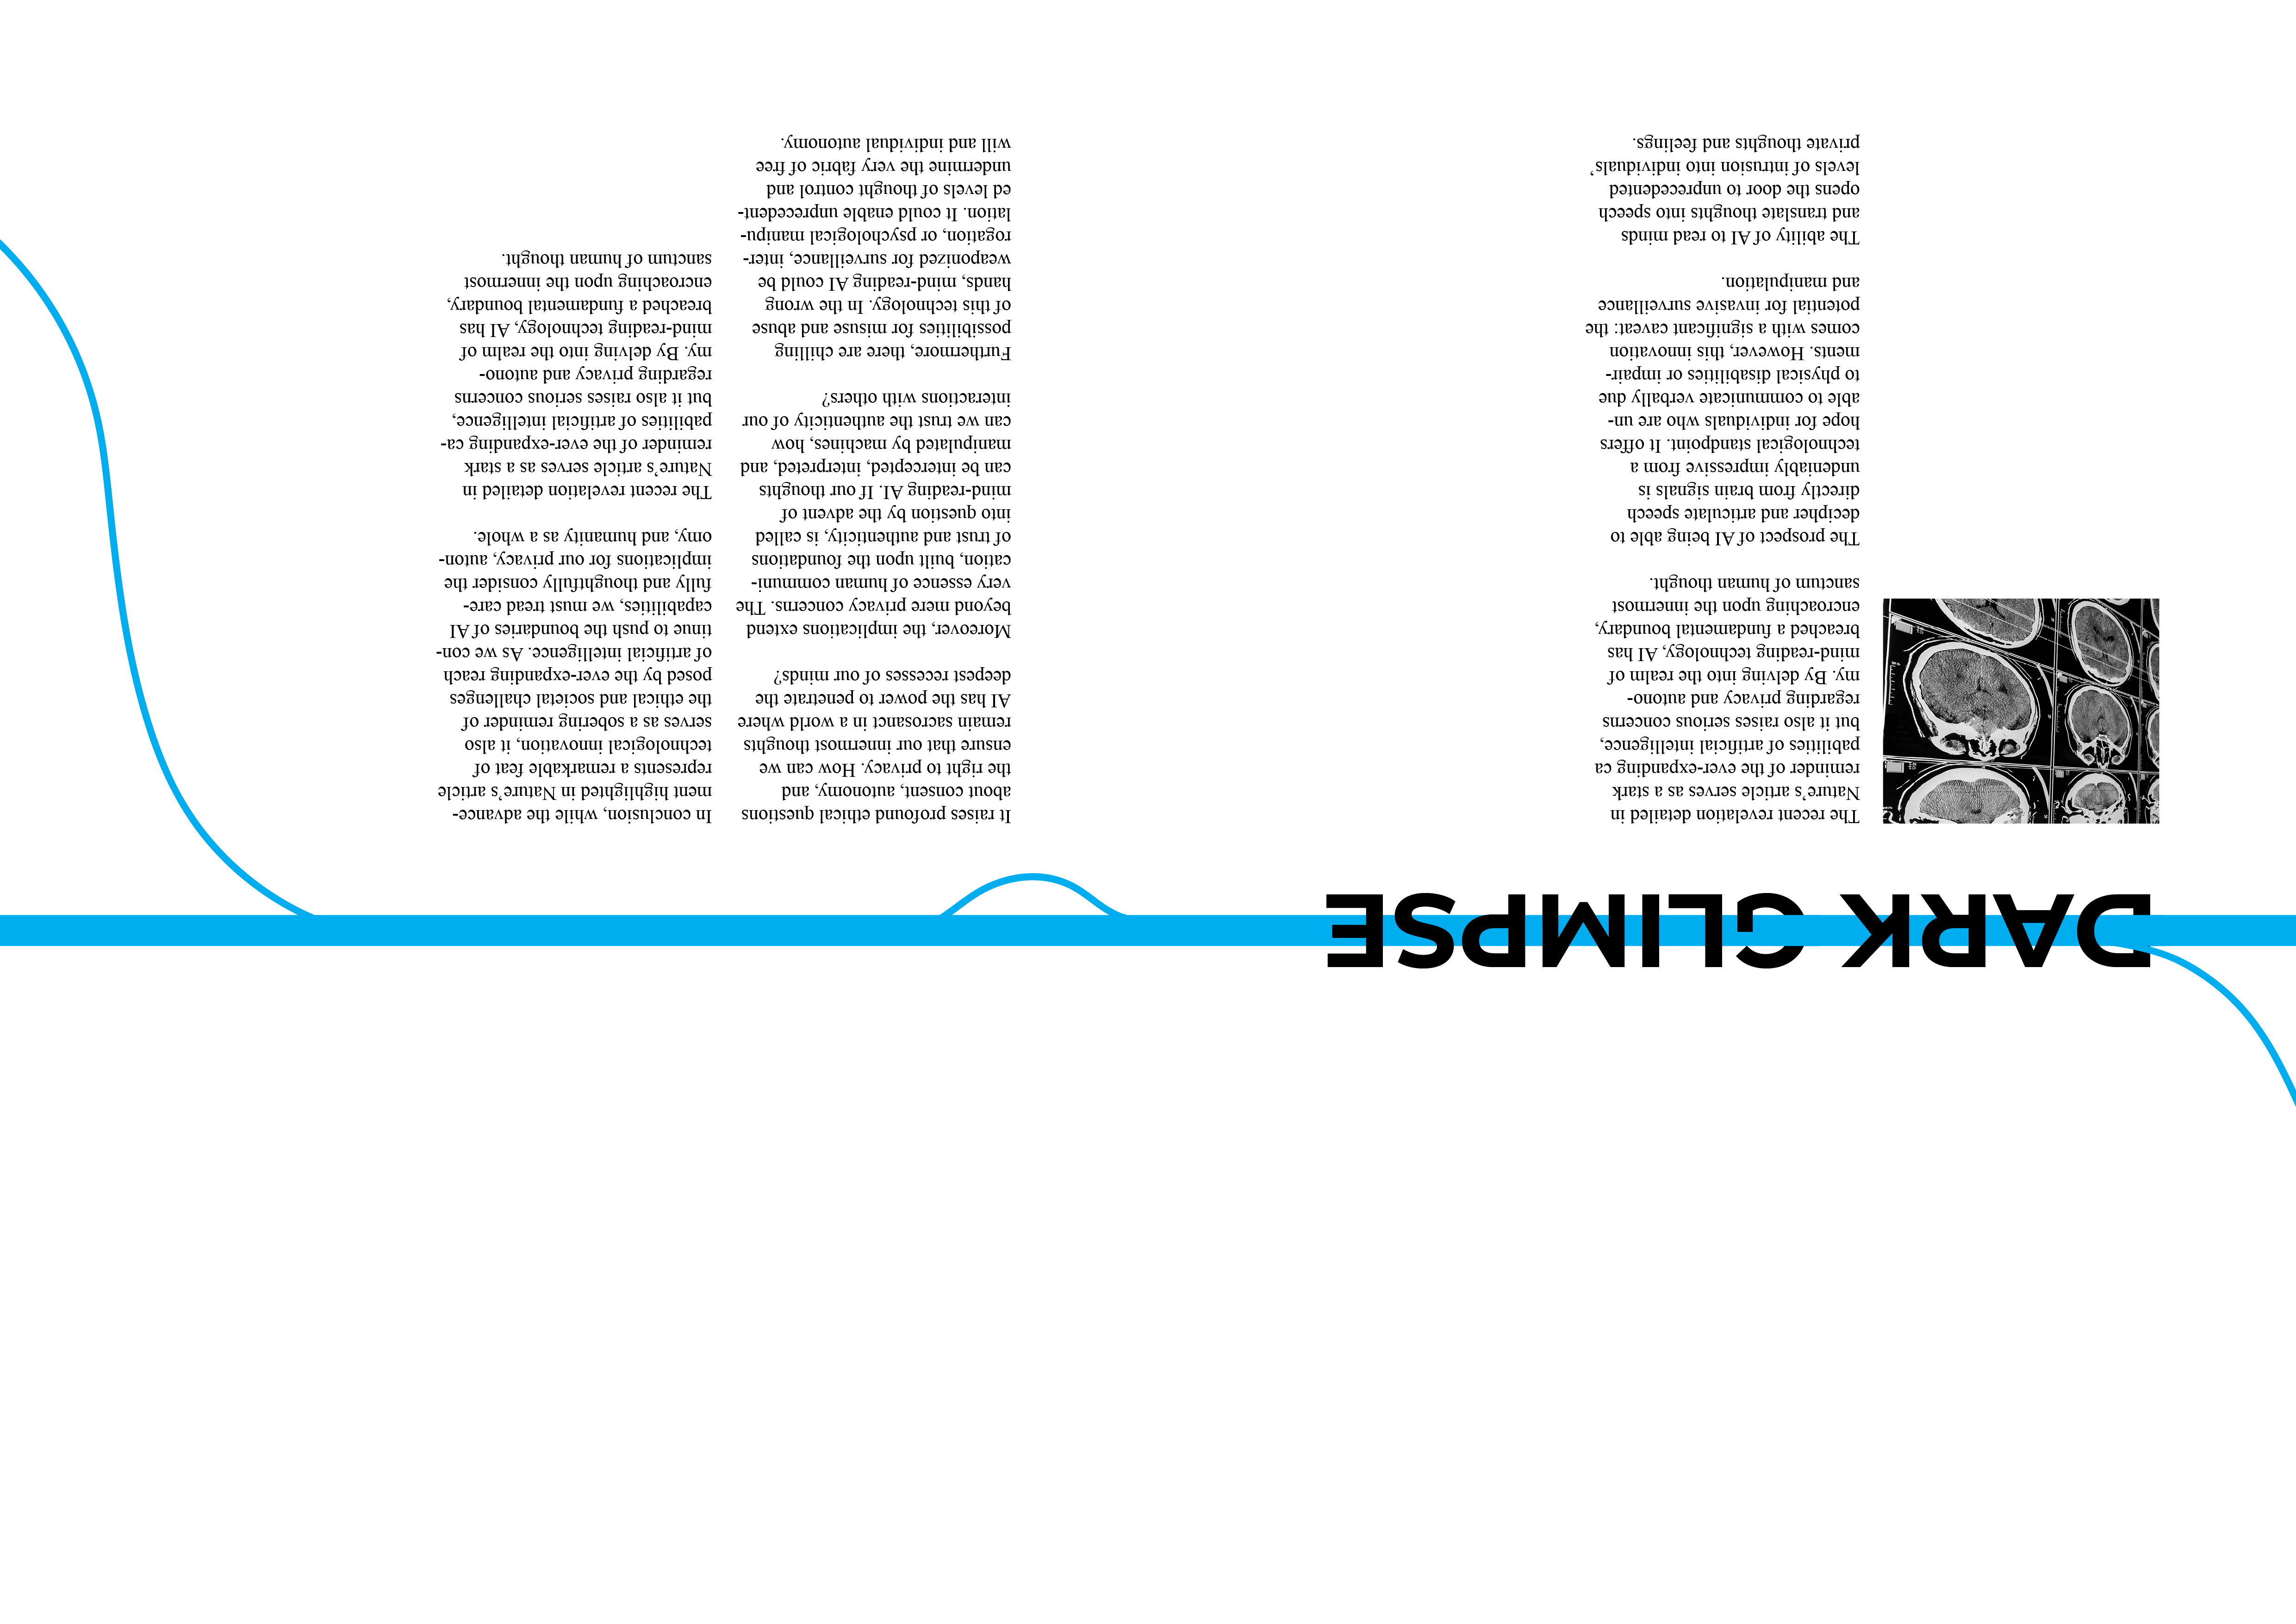 DARK GLIMPSE
The recent revelation detailed in
Nature's article serves as a stark
reminder of the ever-expanding ca
pabilities of artificial intelligence,
but it also raises serious concerns
regarding privacy and autono-
my. By delving into the realm of
mind-reading technology, AI has
breached a fundamental boundary,
encroaching upon the innermost
sanctum of human thought.
The prospect of AI being able to
decipher and articulate speech
directly from brain signals is
undeniably impressive from a
technological standpoint. It offers
hope for individuals who are un-
able to communicate verbally due
to physical disabilities or impair-
ments. However, this innovation
comes with a significant caveat: the
potential for invasive surveillance
and manipulation.
The ability of AI to read minds
and translate thoughts into speech
opens the door to unprecedented
levels of intrusion into individuals'
private thoughts and feelings.
It raises profound ethical questions
about consent, autonomy, and
the right to privacy. How can we
ensure that our innermost thoughts
remain sacrosanct in a world where
AI has the power to penetrate the
deepest recesses of our minds?
Moreover, the implications extend
beyond mere privacy concerns. The
very essence of human communi-
cation, built upon the foundations
of trust and authenticity, is called
into question by the advent of
mind-reading AI. If our thoughts
can be intercepted, interpreted, and
manipulated by machines, how
can we trust the authenticity of our
interactions with others?
Furthermore, there are chilling
possibilities for misuse and abuse
of this technology. In the wrong
hands, mind-reading AI could be
weaponized for surveillance, inter-
rogation, or psychological manipu-
lation. It could enable unprecedent-
ed levels of thought control and
undermine the very fabric of free
will and individual autonomy.
In conclusion, while the advance-
ment highlighted in Nature's article
represents a remarkable feat of
technological innovation, it also
serves as a sobering reminder of
the ethical and societal challenges
posed by the ever-expanding reach
of artificial intelligence. As we con-
tinue to push the boundaries of AI
capabilities, we must tread care-
fully and thoughtfully consider the
implications for our privacy, auton-
omy, and humanity as a whole.
The recent revelation detailed in
Nature's article serves as a stark
reminder of the ever-expanding ca-
pabilities of artificial intelligence,
but it also raises serious concerns
regarding privacy and autono-
my. By delving into the realm of
mind-reading technology, AI has
breached a fundamental boundary,
encroaching upon the innermost
sanctum of human thought.